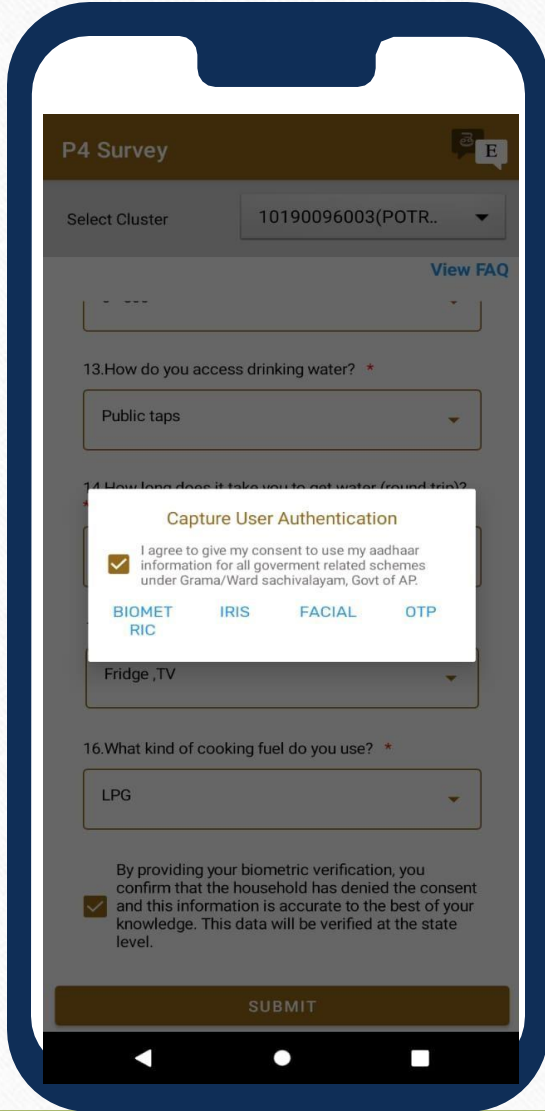 P4 Survey
E
Select Cluster
10190096003(POTR..
View FAQ
13.How do you access drinking water? *
Public taps
14.How long does it take you to get water (round trip)?
*
Capture User Authentication
I agree to give my consent to use my aadhaar
information for all goverment related schemes
under Grama/Ward sachivalayam, Govt of AP.
BIOMET
RIC
IRIS
FACIAL
OTP
Fridge ,TV
16.What kind of cooking fuel do you use? *
LPG
By providing your biometric verification, you
confirm that the household has denied the consent
and this information is accurate to the best of your
knowledge. This data will be verified at the state
level.
SUBMIT